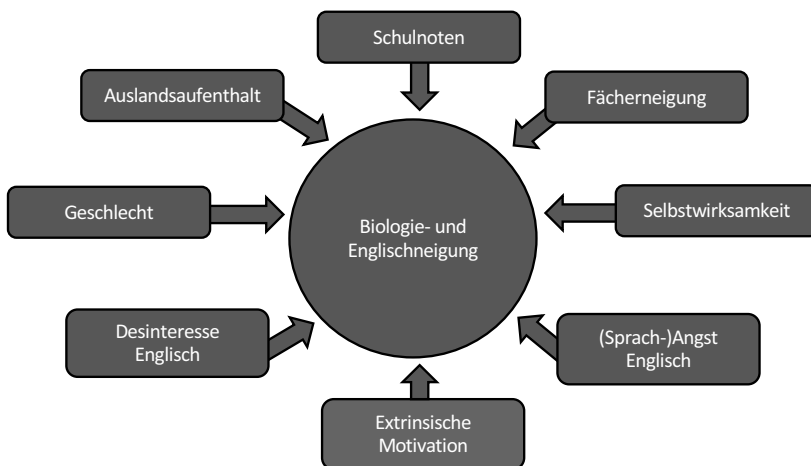 Schulnoten
Auslandsaufenthalt
Fächerneigung
Geschlecht
Biologie- und
Englischneigung
Selbstwirksamkeit
Desinteresse
Englisch
(Sprach-)Angst
Englisch
Extrinsische
Motivation